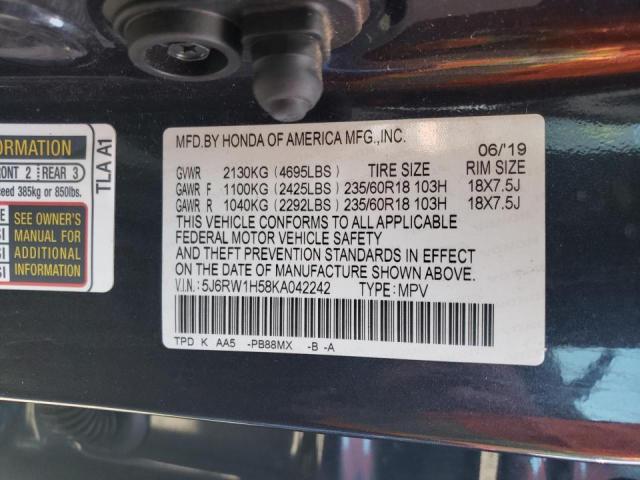 MFD.BY HONDA OF AMERICA MFG.,INC. 06/'19
GVWR 2130KG (4695LBS) TIRE SIZE RIM SIZE
GAWR F 1100KG (2425LBS) 235/60R18 103H 18X7.5J
GAWR R 1040KG (2292LBS) 235/60R18 103H 18X7.5J
THIS VEHICLE CONFORMS TO ALL APPLICABLE
FEDERAL MOTOR VEHICLE SAFETY
AND THEFT PREVENTION STANDARDS IN EFFECT
ON THE DATE OF MANUFACTURE SHOWN ABOVE.
V.I.N.:5J6RW1H58KA042242 TYPE:MPV
TPD K AA5 -PB88MX -B -A
ORMATION
RONT 2 REAR 3
ceed 385kg or 850lbs.
SEE OWNER'S
MANUAL FOR
ADDITIONAL
INFORMATION
E
SI
SI
SI
TLA A1